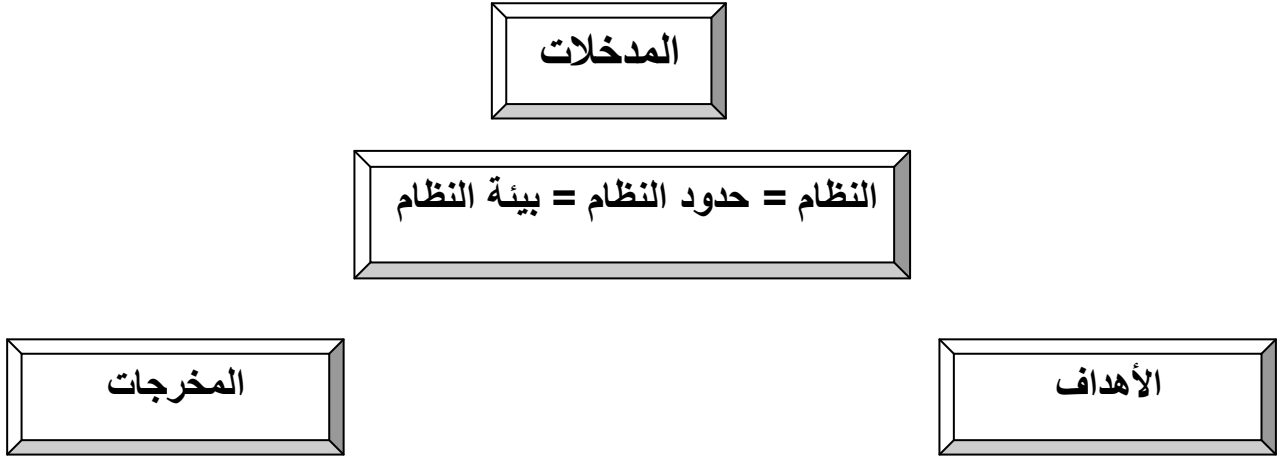 المدخلات
النظام = حدود النظام = بيئة النظام
الأهداف
المخرجات